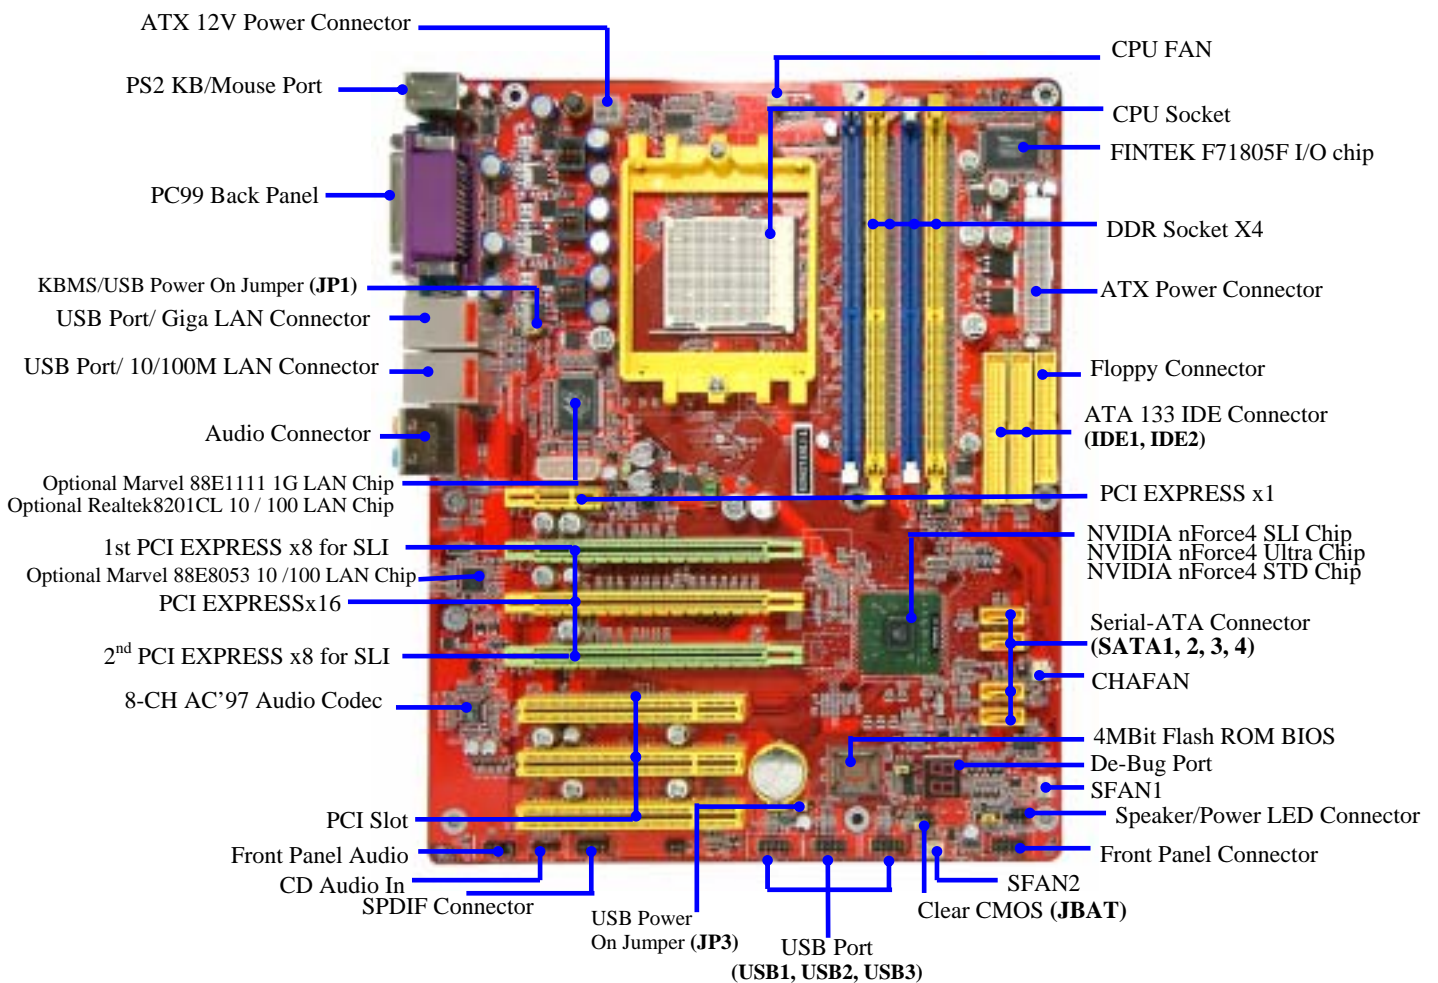 ATX 12V Power Connector
PS2 KB/Mouse Port
PC99 Back Panel
KBMS/USB Power On Jumper (JP1)
USB Port/ Giga LAN Connector
USB Port/ 10/100M LAN Connector
Audio Connector
Optional Marvel 88E1111 1G LAN Chip
Optional Realtek8201CL 10 / 100 LAN Chip
1st PCI EXPRESS x8 for SLI
Optional Marvel 88E8053 10 /100 LAN Chip
PCI EXPRESSx16
2nd PCI EXPRESS x8 for SLI
8-CH AC’97 Audio Codec
PCI Slot
Front Panel Audio
CD Audio In
SPDIF Connector
USB Power
On Jumper (JP3)
USB Port
(USB1, USB2, USB3)
CPU FAN
CPU Socket
FINTEK F71805F I/O chip
DDR Socket X4
ATX Power Connector
Floppy Connector
ATA 133 IDE Connector
(IDE1, IDE2)
PCI EXPRESS x1
NVIDIA nForce4 SLI Chip
NVIDIA nForce4 Ultra Chip
NVIDIA nForce4 STD Chip
Serial-ATA Connector
(SATA1, 2, 3, 4)
CHAFAN
4MBit Flash ROM BIOS
De-Bug Port
SFAN1
Speaker/Power LED Connector
Front Panel Connector
SFAN2
Clear CMOS (JBAT)